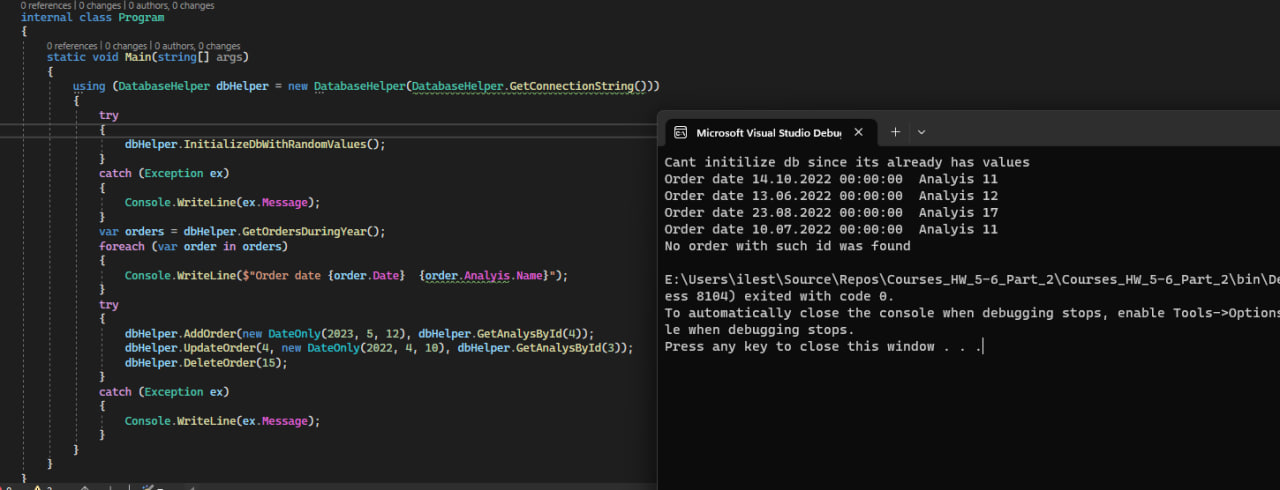 0 references | 0 changes | 0 authors, 0 changes
internal class Program
{
0 references | 0 changes | 0 authors, 0 changes
static void Main(string[] args)
{
using (DatabaseHelper dbHelper = new DatabaseHelper(DatabaseHelper.GetConnectionString()))
{
try
{
dbHelper.InitializeDbWithRandomValues();
}
catch (Exception ex)
{
Console.WriteLine(ex.Message);
}
var orders = dbHelper.GetOrdersDuringYear();
foreach (var order in orders)
{
Console.WriteLine($"Order date {order.Date}  {order.Analyis.Name}");
}
try
{
dbHelper.AddOrder(new DateOnly(2023, 5, 12), dbHelper.GetAnalysById(4));
dbHelper.UpdateOrder(4, new DateOnly(2022, 4, 10), dbHelper.GetAnalysById(3));
dbHelper.DeleteOrder(15);
}
catch (Exception ex)
{
Console.WriteLine(ex.Message);
}
}
}
}
Microsoft Visual Studio Debu
Cant initilize db since its already has values
Order date 14.10.2022 00:00:00  Analyis 11
Order date 13.06.2022 00:00:00  Analyis 12
Order date 23.08.2022 00:00:00  Analyis 17
Order date 10.07.2022 00:00:00  Analyis 11
No order with such id was found
E:\Users\ilest\Source\Repos\Courses_HW_5-6_Part_2\Courses_HW_5-6_Part_2\bin\De
ess 8104) exited with code 0.
To automatically close the console when debugging stops, enable Tools->Options
le when debugging stops.
Press any key to close this window . . .